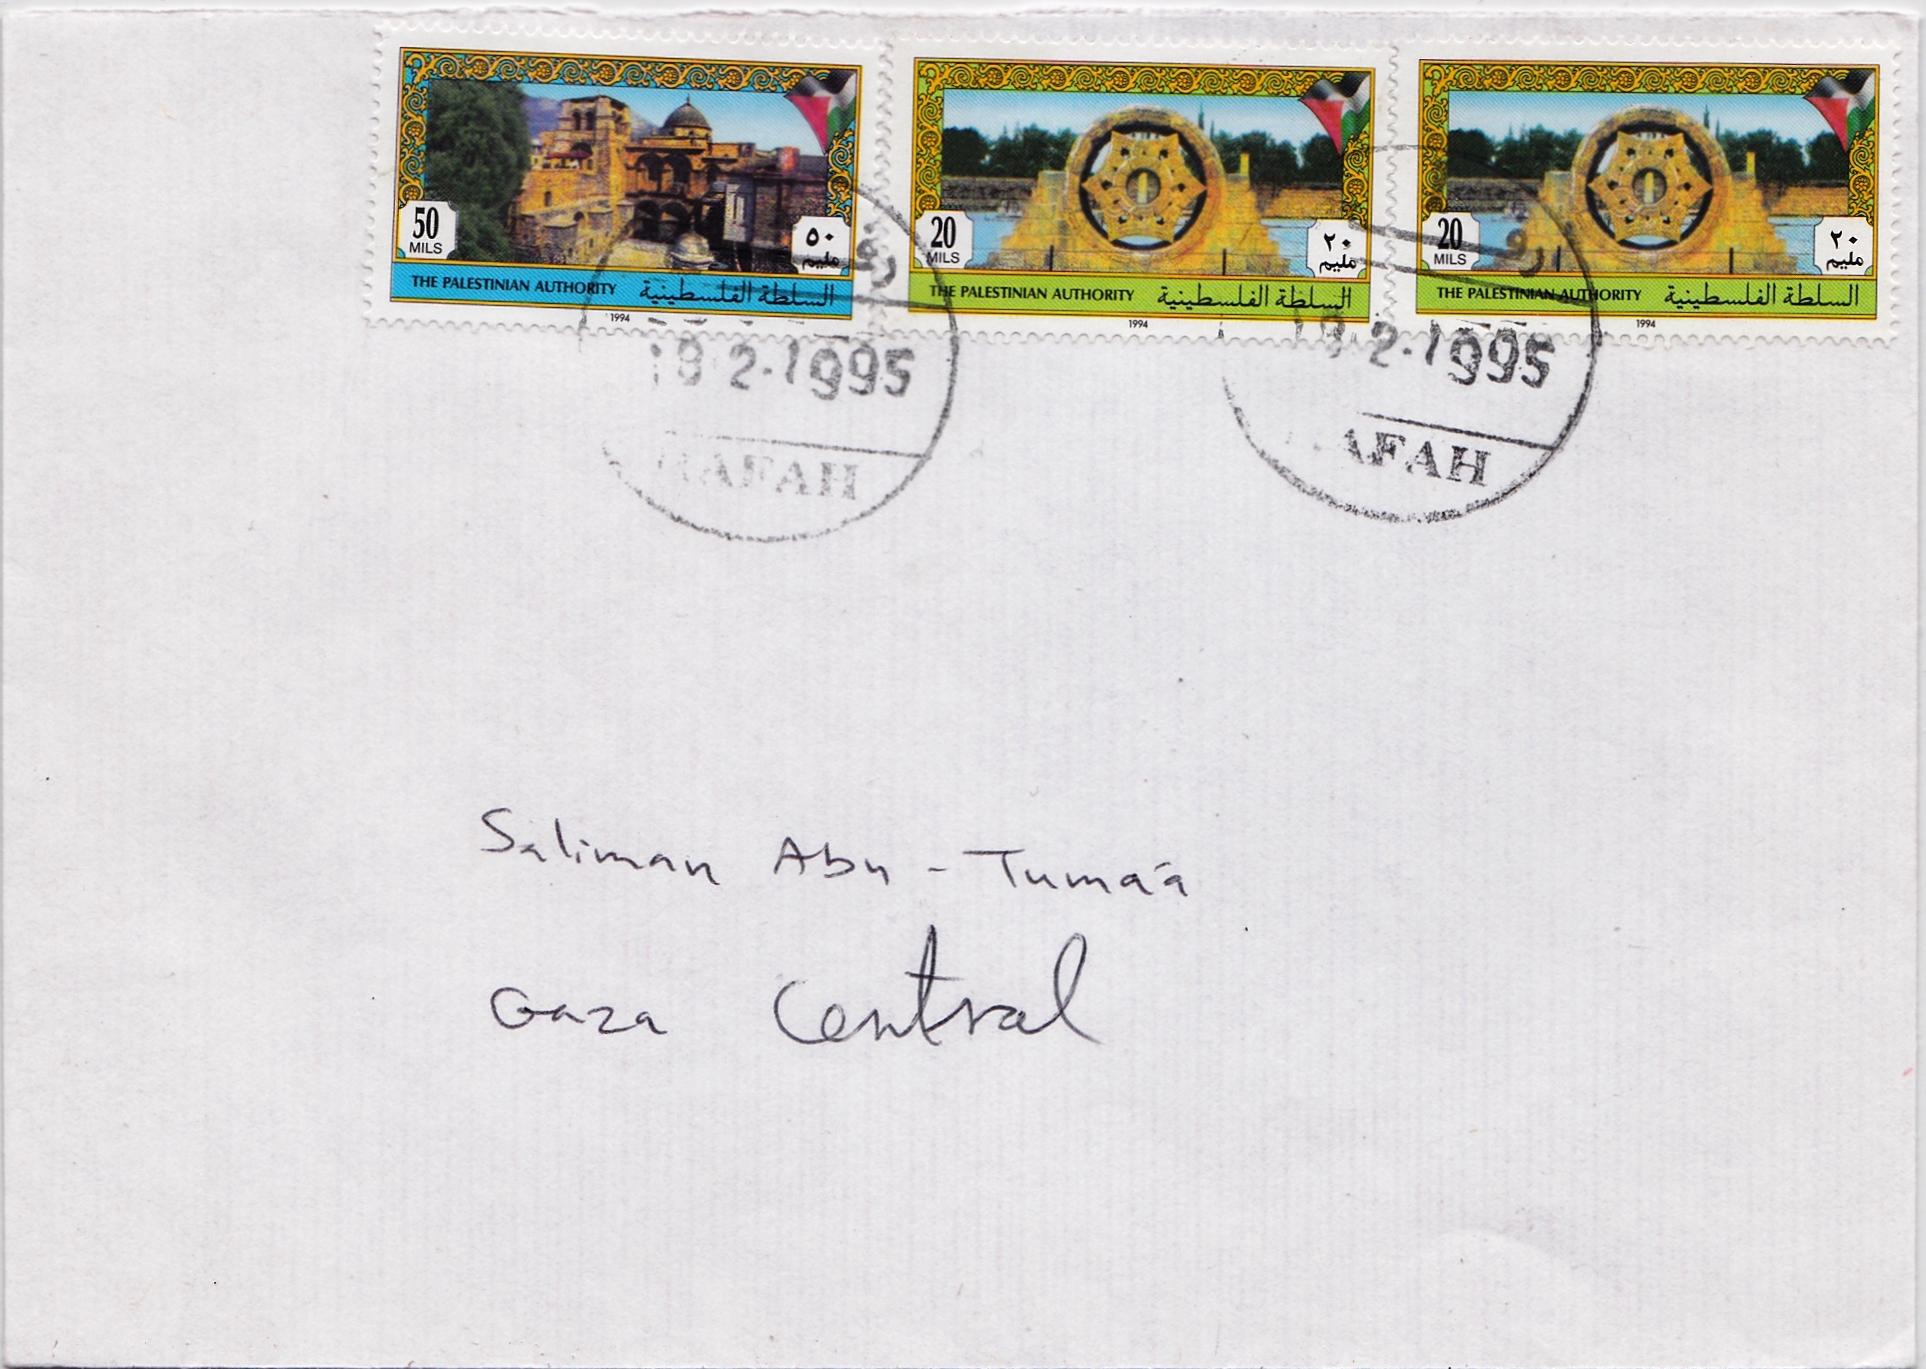 50
MILS
٥٠
مليم
THE PALESTINIAN AUTHORITY السلطة الفلسطينية
1994
20
MILS
٢٠
مليم
THE PALESTINIAN AUTHORITY السلطة الفلسطينية
1994
20
MILS
٢٠
مليم
THE PALESTINIAN AUTHORITY السلطة الفلسطينية
1994
2.1995
RAFAH
2.1995
AFAH
Saliman Abu-Tuma'a
Gaza Central